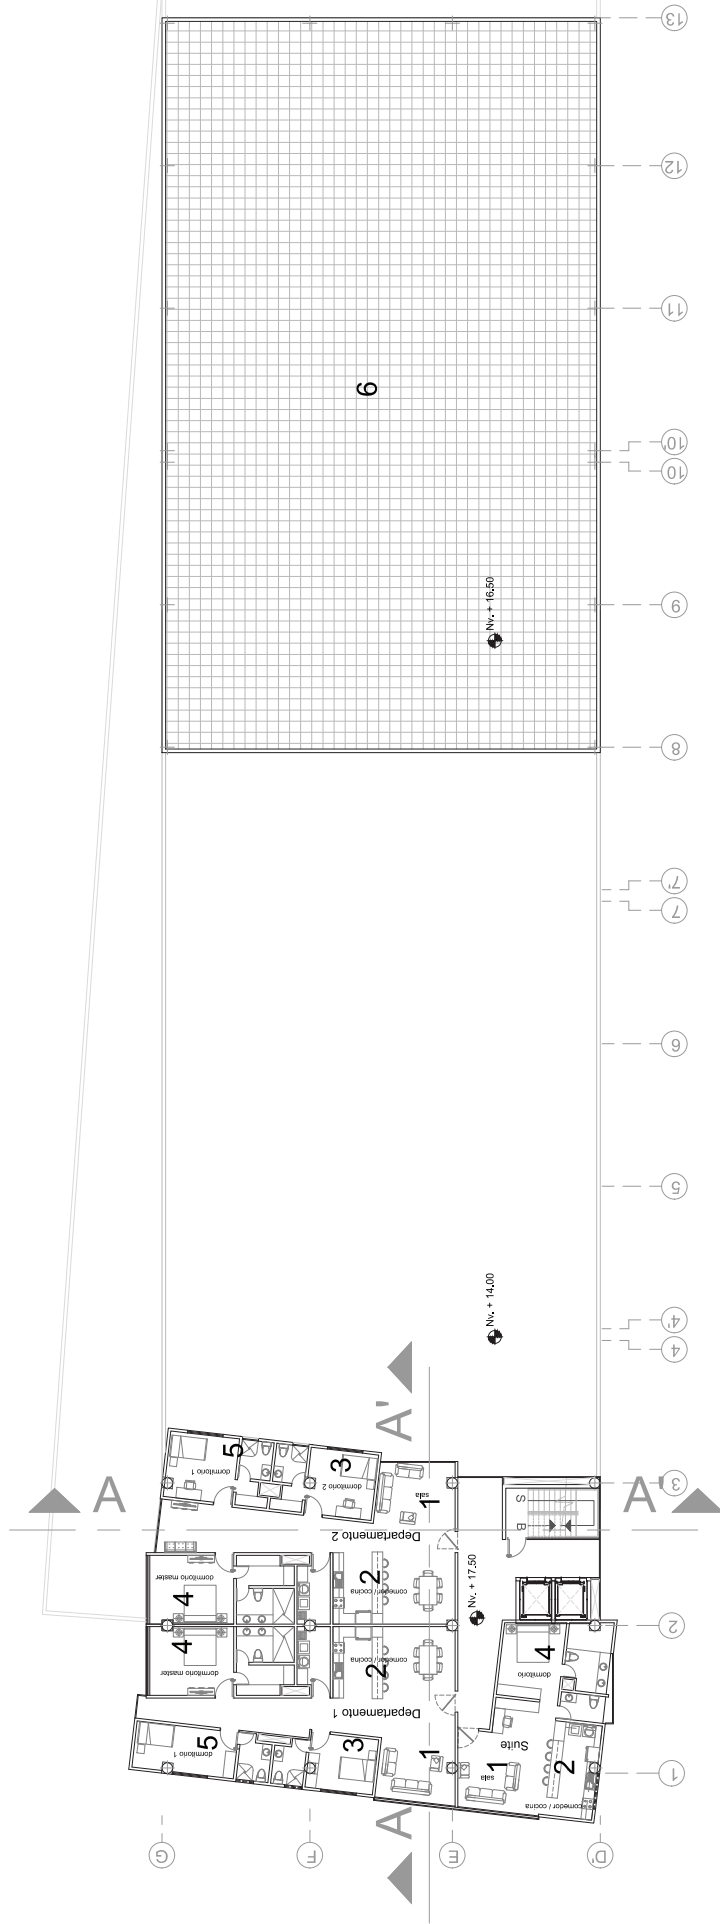 13
12
11
6
10'
10
Nv. + 16.50
9
8
7'
7
6
5
Nv. + 14.00
4'
4
A'
A
A'
3
5
dormitorio 1
3
dormitorio 2
1
sala
S
B
Departamento 2
4
dormitorio master
2
comedor / cocina
Nv. + 17.50
2
4
dormitorio master
2
comedor / cocina
4
dormitorio
Departamento 1
5
dormitorio 1
3
1
Suite
1
sala
2
comedor / cocina
1
A
G
F
E
D'